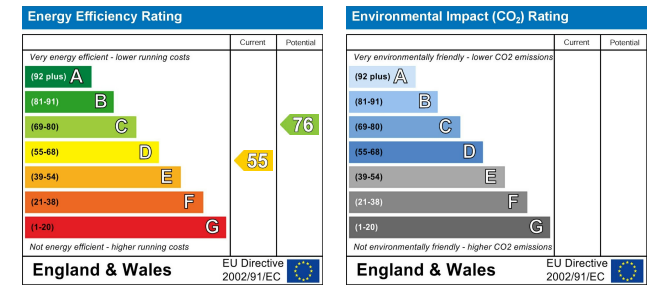 Energy Efficiency Rating
Current Potential
Very energy efficient - lower running costs
(92 plus) A
(81-91) B
(69-80) C
(55-68) D
(39-54) E
(21-38) F
(1-20) G
55
76
Not energy efficient - higher running costs
England & Wales
EU Directive
2002/91/EC
Environmental Impact (CO₂) Rating
Current Potential
Very environmentally friendly - lower CO2 emissions
(92 plus) A
(81-91) B
(69-80) C
(55-68) D
(39-54) E
(21-38) F
(1-20) G
Not environmentally friendly - higher CO2 emissions
England & Wales
EU Directive
2002/91/EC